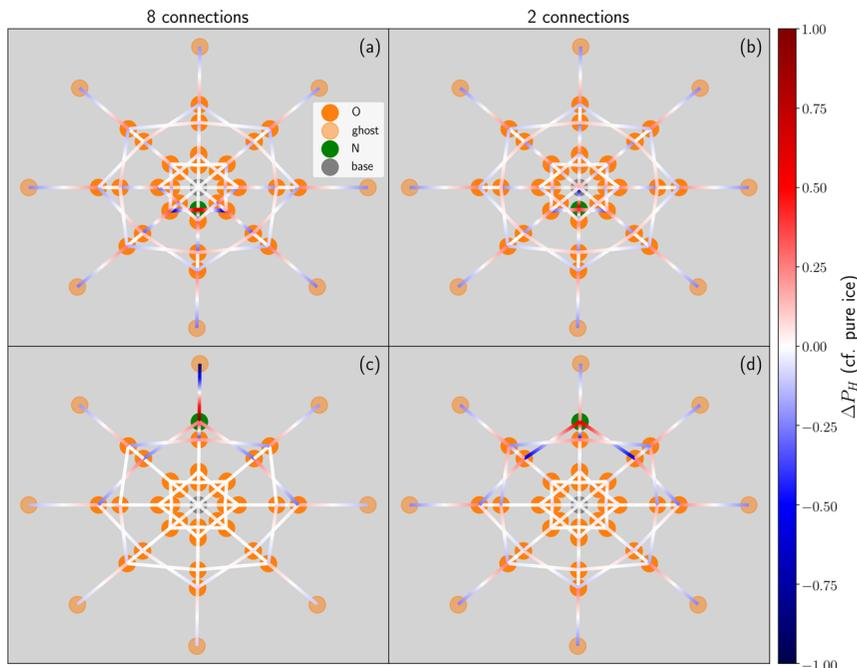 8 connections
2 connections
(a)
(b)
O
ghost
N
base
(c)
(d)
1.00
0.75
0.50
0.25
0.00
−0.25
−0.50
−0.75
−1.00
ΔP_H (cf. pure ice)